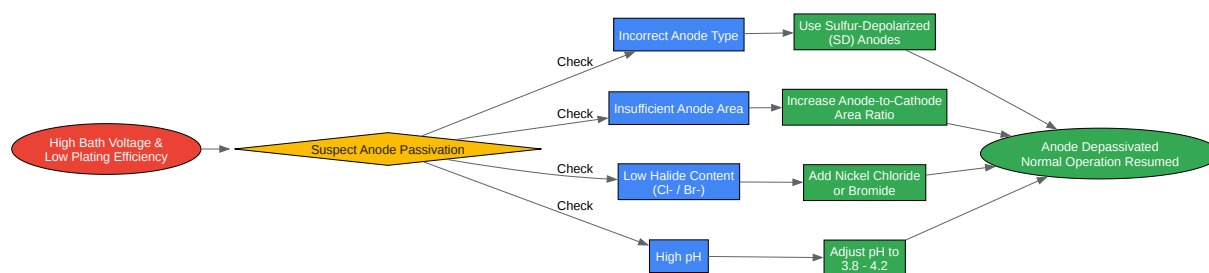 High Bath Voltage &
Low Plating Efficiency
Suspect Anode Passivation
Check
Incorrect Anode Type
Use Sulfur-Depolarized
(SD) Anodes
Check
Insufficient Anode Area
Increase Anode-to-Cathode
Area Ratio
Check
Low Halide Content
(Cl- / Br-)
Add Nickel Chloride
or Bromide
Check
High pH
Adjust pH to
3.8 - 4.2
Anode Depassivated
Normal Operation Resumed